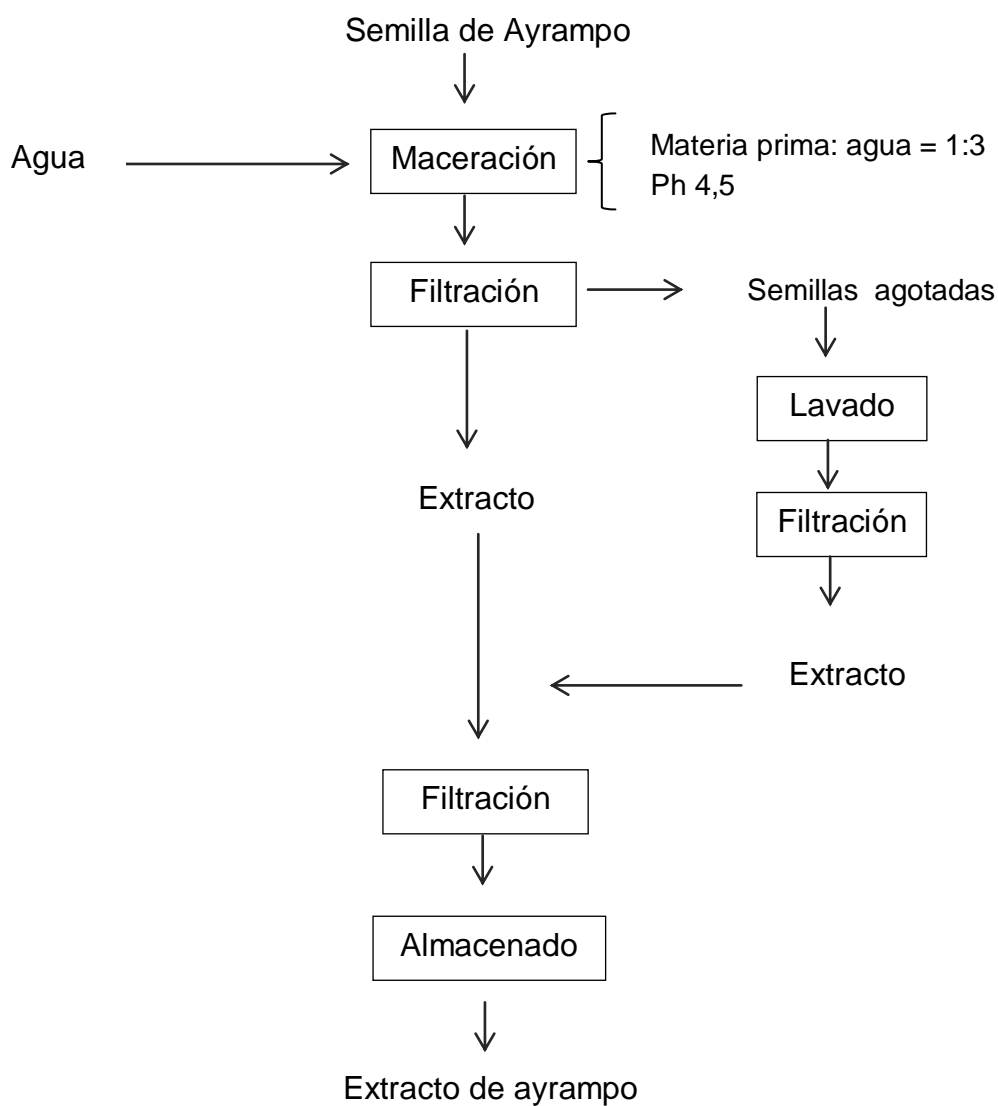 Semilla de Ayrampo
Agua
Maceración
Materia prima: agua = 1:3
Ph 4,5
Filtración
Semillas agotadas
Lavado
Extracto
Filtración
Extracto
Filtración
Almacenado
Extracto de ayrampo